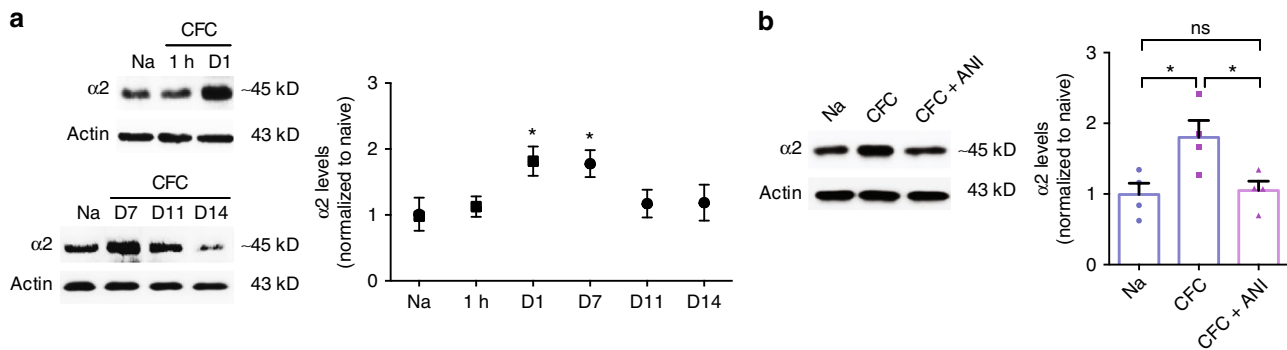 a
CFC
Na 1 h D1
α2 ~45 kD
Actin 43 kD
CFC
Na D7 D11 D14
α2 ~45 kD
Actin 43 kD
α2 levels
(normalized to naive)
3
2
1
0
* *
Na 1 h D1 D7 D11 D14
b
Na CFC CFC + ANI
α2 ~45 kD
Actin 43 kD
α2 levels
(normalized to naive)
3
2
1
0
ns
* *
Na CFC CFC + ANI